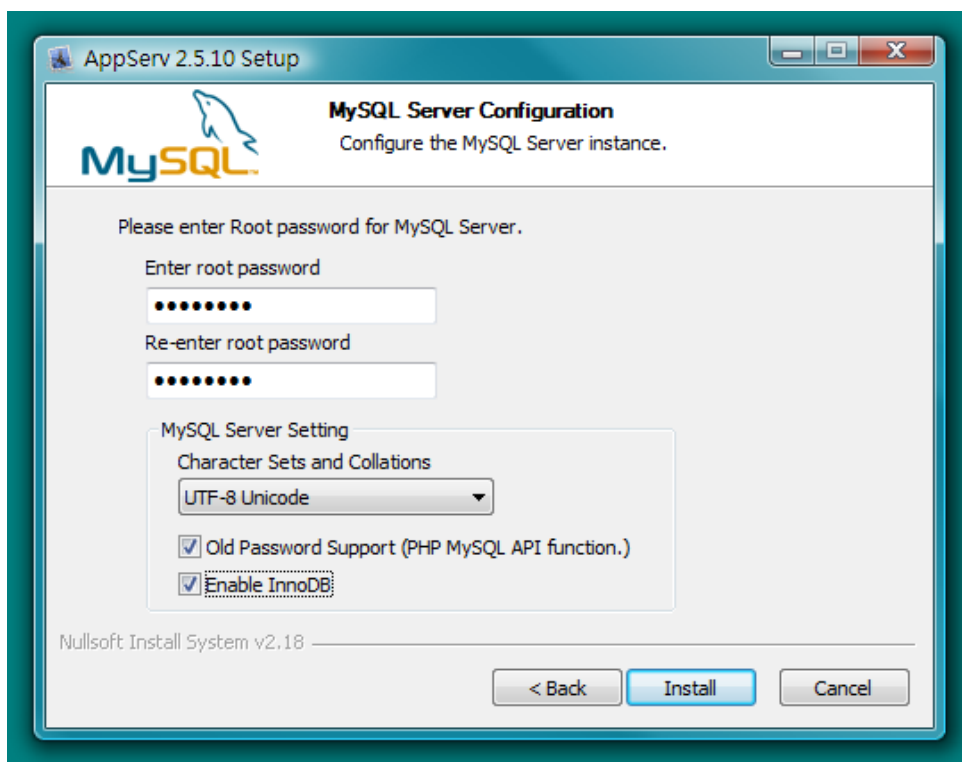 AppServ 2.5.10 Setup
MySQL™
MySQL Server Configuration
Configure the MySQL Server instance.
Please enter Root password for MySQL Server.
Enter root password
••••••••
Re-enter root password
••••••••
MySQL Server Setting
Character Sets and Collations
UTF-8 Unicode
Old Password Support (PHP MySQL API function.)
Enable InnoDB
Nullsoft Install System v2.18
< Back Install Cancel